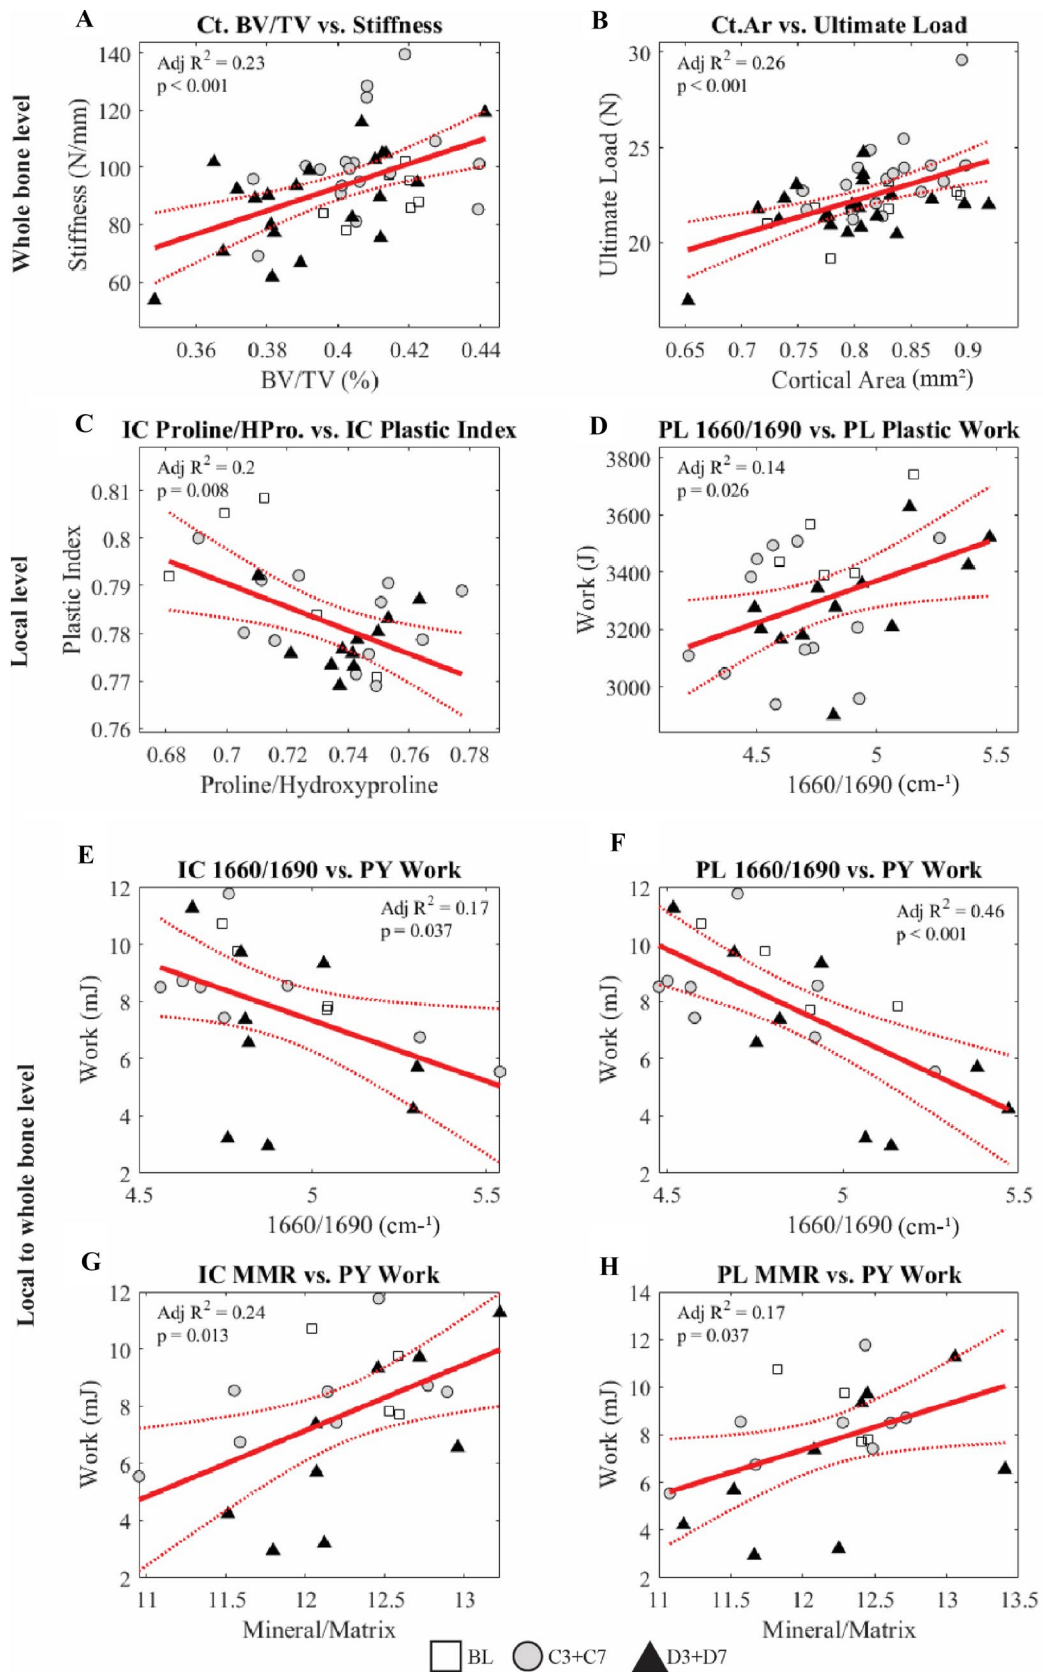 A
Ct. BV/TV vs. Stiffness
Adj R² = 0.23
p < 0.001
Stiffness (N/mm)
140
120
100
80
60
0.36 0.38 0.4 0.42 0.44
BV/TV (%)
B
Ct.Ar vs. Ultimate Load
Adj R² = 0.26
p < 0.001
Ultimate Load (N)
30
25
20
0.65 0.7 0.75 0.8 0.85 0.9
Cortical Area (mm²)
Whole bone level
C
IC Proline/HPro. vs. IC Plastic Index
Adj R² = 0.2
p = 0.008
Plastic Index
0.81
0.8
0.79
0.78
0.77
0.76
0.68 0.7 0.72 0.74 0.76 0.78
Proline/Hydroxyproline
D
PL 1660/1690 vs. PL Plastic Work
Adj R² = 0.14
p = 0.026
Work (J)
3800
3600
3400
3200
3000
4.5 5 5.5
1660/1690 (cm-¹)
Local level
E
IC 1660/1690 vs. PY Work
Adj R² = 0.17
p = 0.037
Work (mJ)
12
10
8
6
4
2
4.5 5 5.5
1660/1690 (cm-¹)
F
PL 1660/1690 vs. PY Work
Adj R² = 0.46
p < 0.001
Work (mJ)
12
10
8
6
4
2
4.5 5 5.5
1660/1690 (cm-¹)
Local to whole bone level
G
IC MMR vs. PY Work
Adj R² = 0.24
p = 0.013
Work (mJ)
12
10
8
6
4
2
11 11.5 12 12.5 13
Mineral/Matrix
H
PL MMR vs. PY Work
Adj R² = 0.17
p = 0.037
Work (mJ)
14
12
10
8
6
4
2
11 11.5 12 12.5 13 13.5
Mineral/Matrix
BL C3+C7 D3+D7